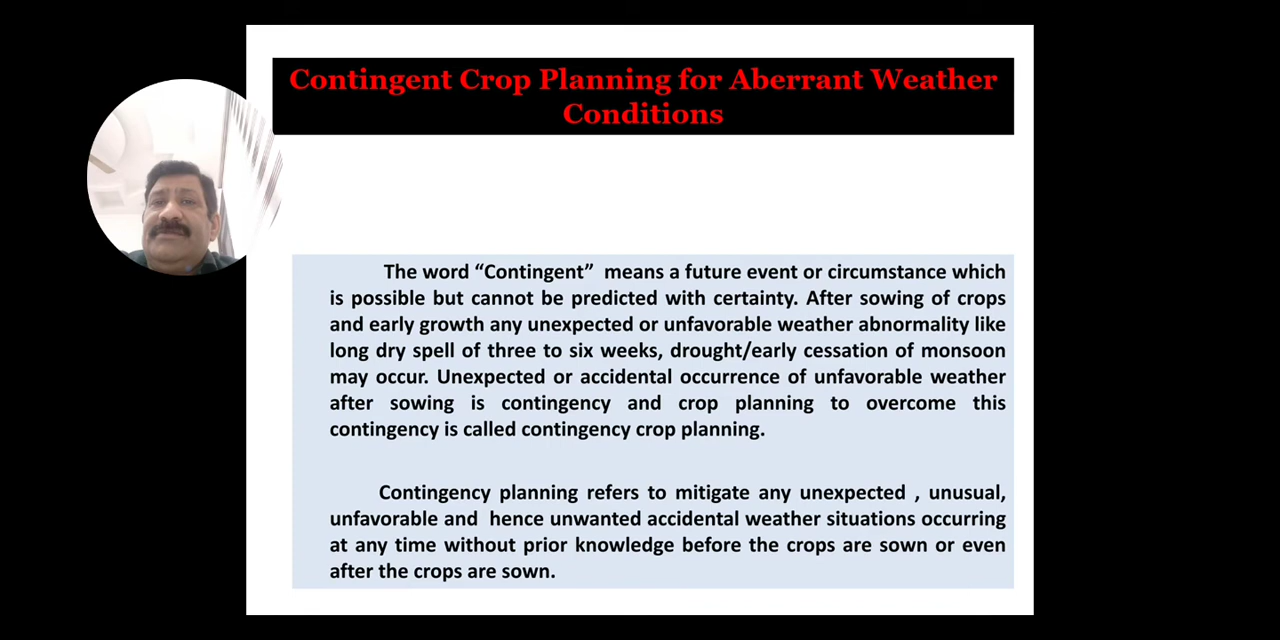 Contingent Crop Planning for Aberrant Weather
Conditions
The word “Contingent” means a future event or circumstance which
is possible but cannot be predicted with certainty. After sowing of crops
and early growth any unexpected or unfavorable weather abnormality like
long dry spell of three to six weeks, drought/early cessation of monsoon
may occur. Unexpected or accidental occurrence of unfavorable weather
after sowing is contingency and crop planning to overcome this
contingency is called contingency crop planning.
Contingency planning refers to mitigate any unexpected , unusual,
unfavorable and hence unwanted accidental weather situations occurring
at any time without prior knowledge before the crops are sown or even
after the crops are sown.